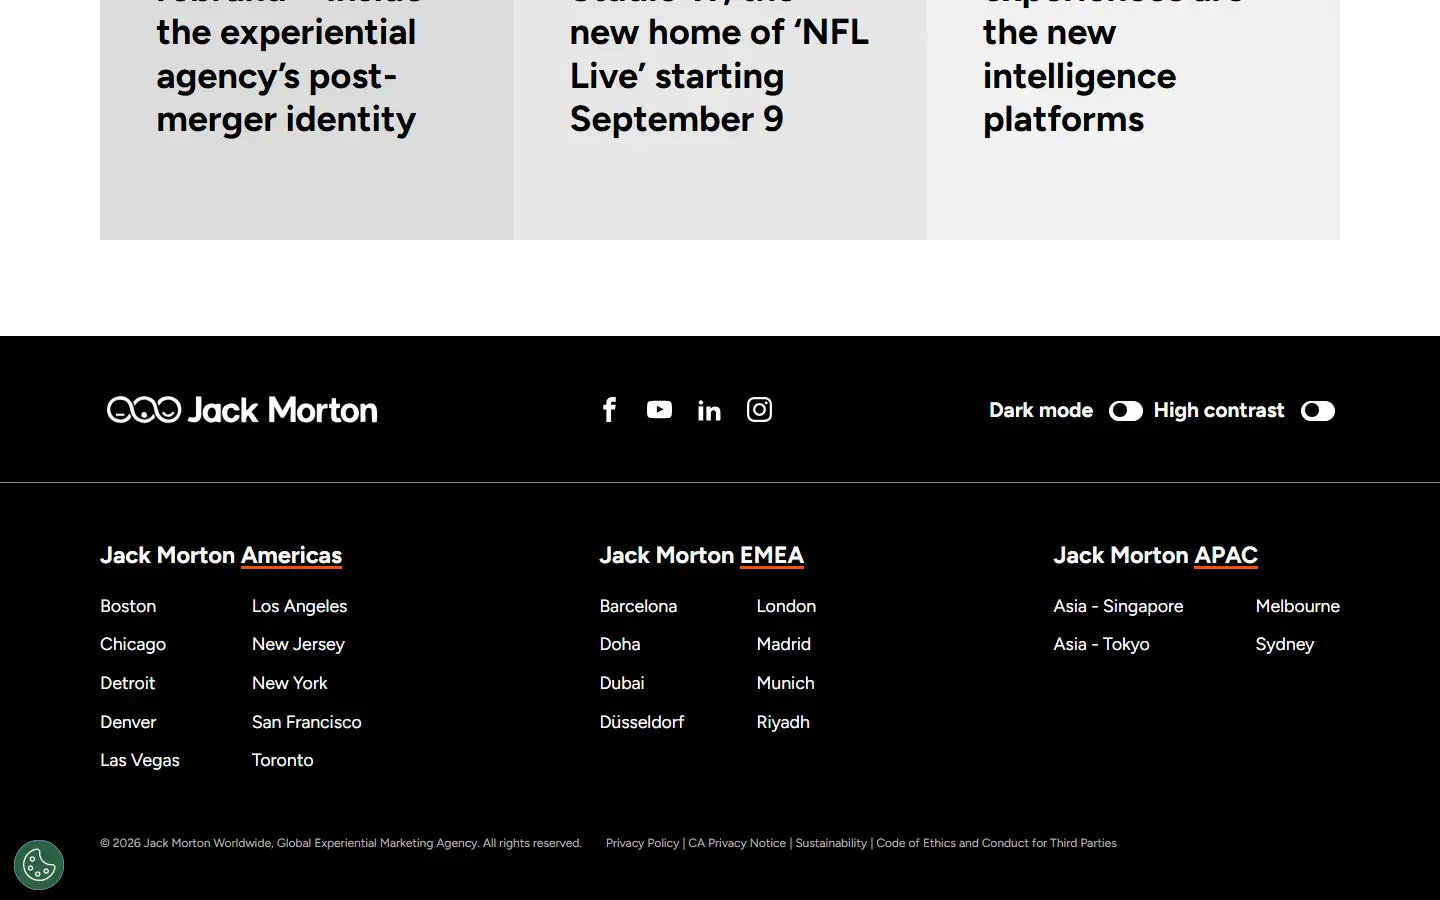 the experiential
agency’s post-
merger identity
new home of ‘NFL
Live’ starting
September 9
the new
intelligence
platforms
Jack Morton
Dark mode
High contrast
Jack Morton Americas
Boston
Chicago
Detroit
Denver
Las Vegas
Los Angeles
New Jersey
New York
San Francisco
Toronto
Jack Morton EMEA
Barcelona
Doha
Dubai
Düsseldorf
London
Madrid
Munich
Riyadh
Jack Morton APAC
Asia - Singapore
Asia - Tokyo
Melbourne
Sydney
© 2026 Jack Morton Worldwide, Global Experiential Marketing Agency. All rights reserved.
Privacy Policy | CA Privacy Notice | Sustainability | Code of Ethics and Conduct for Third Parties